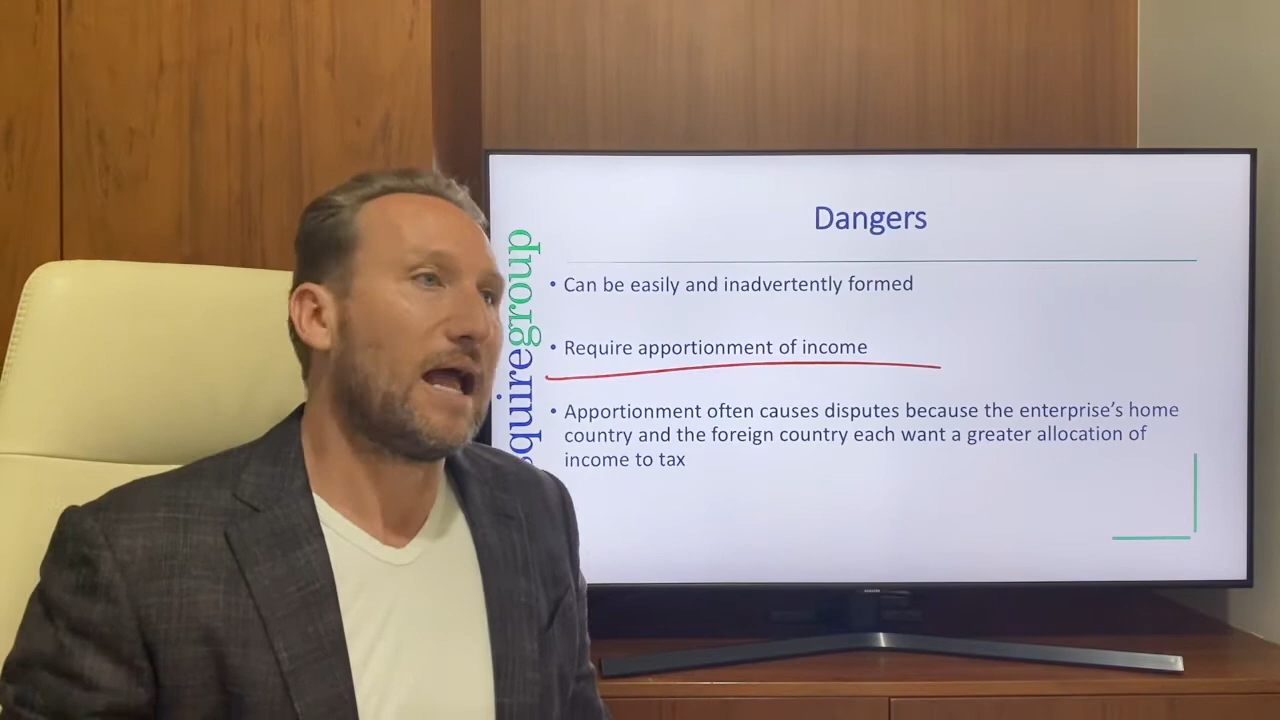 Dangers
• Can be easily and inadvertently formed
• Require apportionment of income
• Apportionment often causes disputes because the enterprise's home
country and the foreign country each want a greater allocation of
income to tax
quiregroup